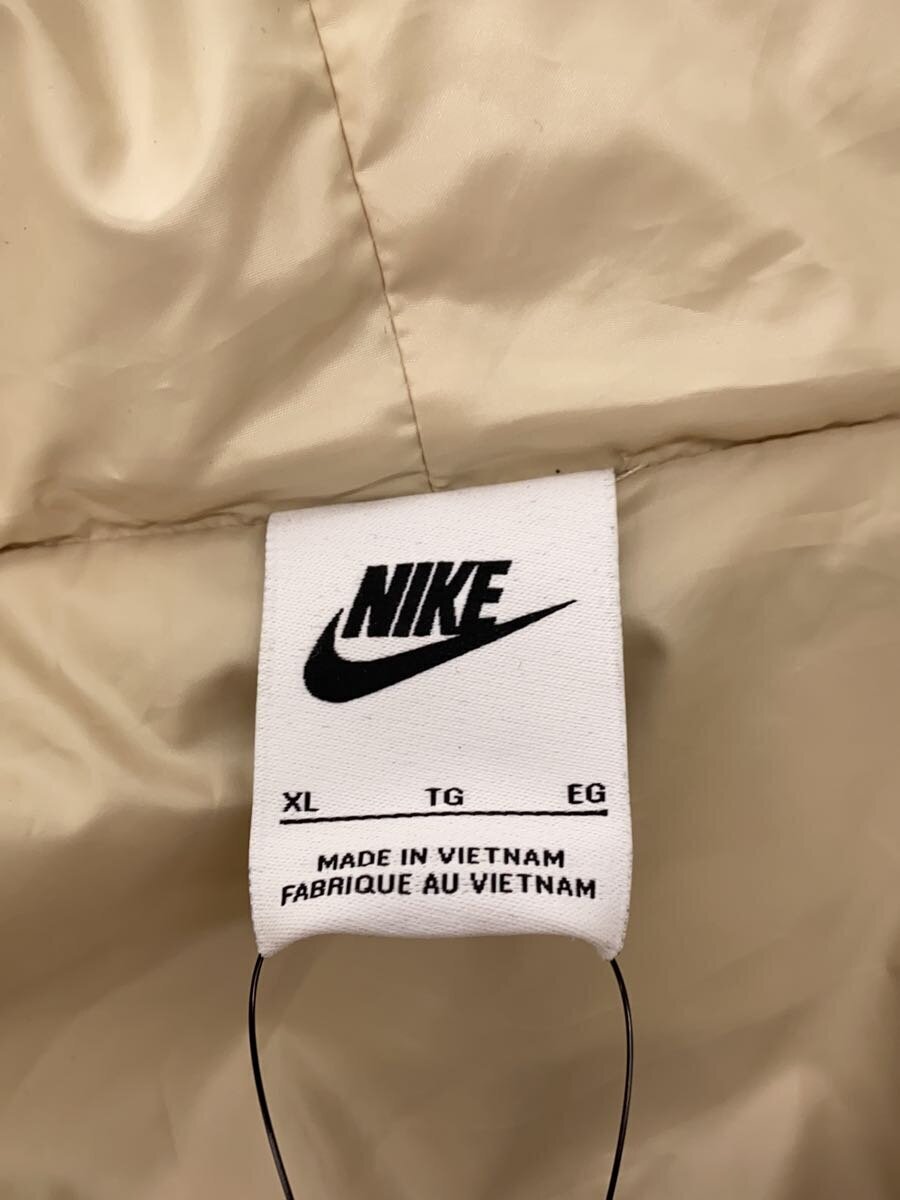 NIKE
XL TG EG
MADE IN VIETNAM
FABRIQUE AU VIETNAM